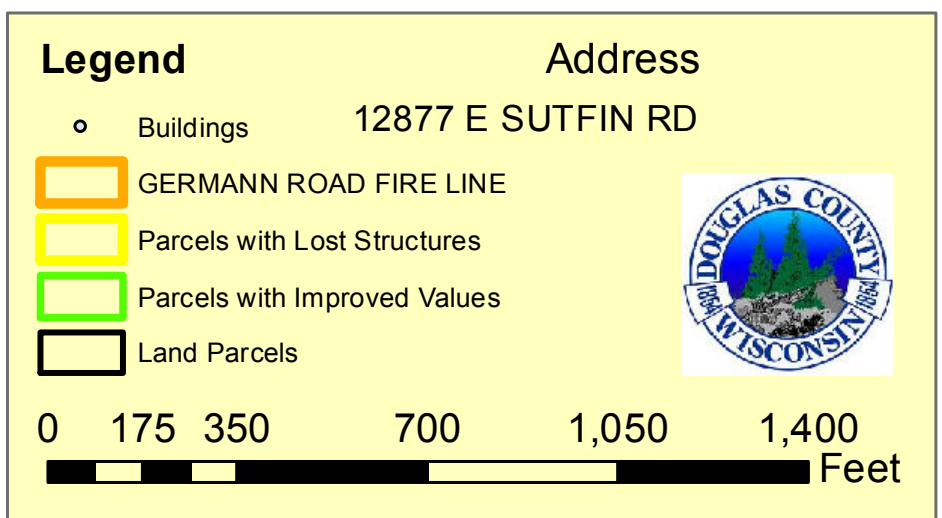 Legend
Address
Buildings
12877 E SUTFIN RD
GERMANN ROAD FIRE LINE
Parcels with Lost Structures
Parcels with Improved Values
Land Parcels
DOUGLAS COUNTY
1854
1854
WISCONSIN
0 175 350 700 1,050 1,400
Feet